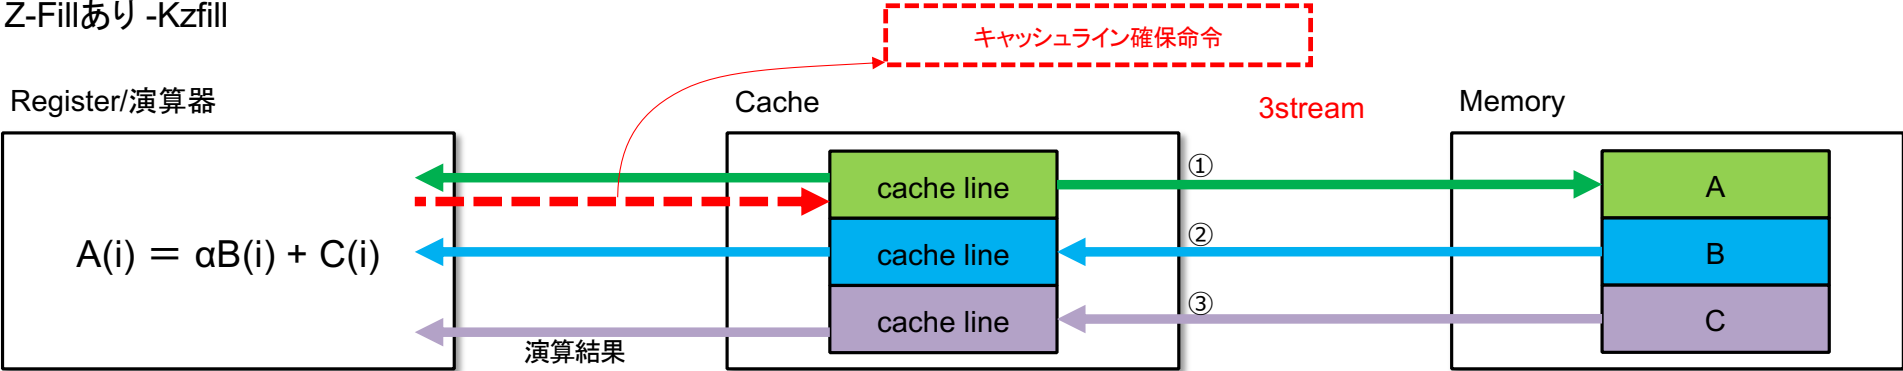 Z-Fillあり -Kzfill
キャッシュライン確保命令
Register/演算器
Cache
3stream
Memory
①
cache line
A
A(i) = αB(i) + C(i)
②
cache line
B
③
cache line
C
演算結果